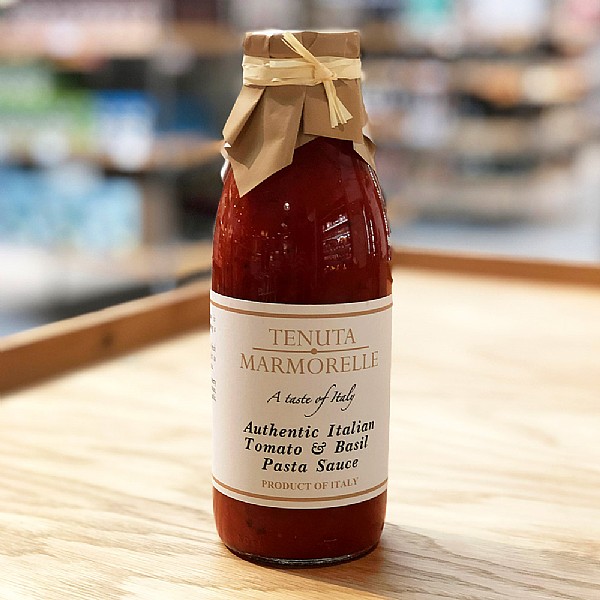 TENUTA
MARMORELLE
A taste of Italy
Authentic Italian
Tomato & Basil
Pasta Sauce
PRODUCT OF ITALY